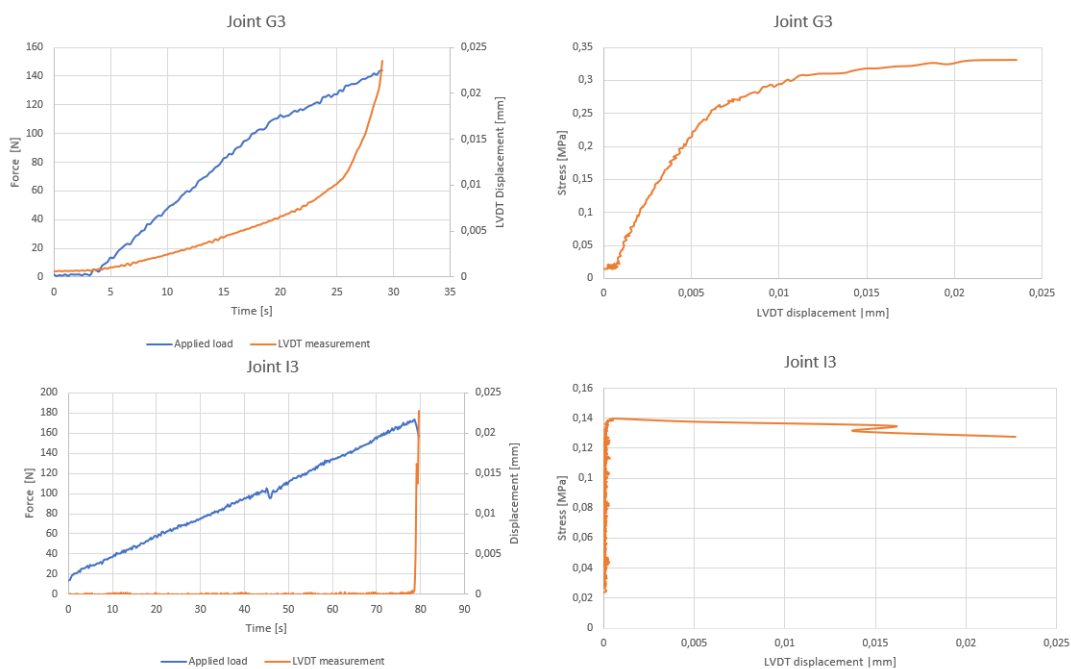 Joint G3
160
140
120
100
80
60
40
20
0
Force [N]
0,025
0,02
0,015
0,01
0,005
0
LVDT Displacement [mm]
0 5 10 15 20 25 30 35
Time [s]
Applied load LVDT measurement
Joint G3
0,35
0,3
0,25
0,2
0,15
0,1
0,05
0
Stress [MPa]
0 0,005 0,01 0,015 0,02 0,025
LVDT displacement |mm]
Joint I3
200
180
160
140
120
100
80
60
40
20
0
Force [N]
0,025
0,02
0,015
0,01
0,005
0
Displacement [mm]
0 10 20 30 40 50 60 70 80 90
Time [s]
Applied load LVDT measurement
Joint I3
0,16
0,14
0,12
0,1
0,08
0,06
0,04
0,02
0,00
Stress [MPa]
0 0,005 0,01 0,015 0,02 0,025
LVDT displacement |mm]